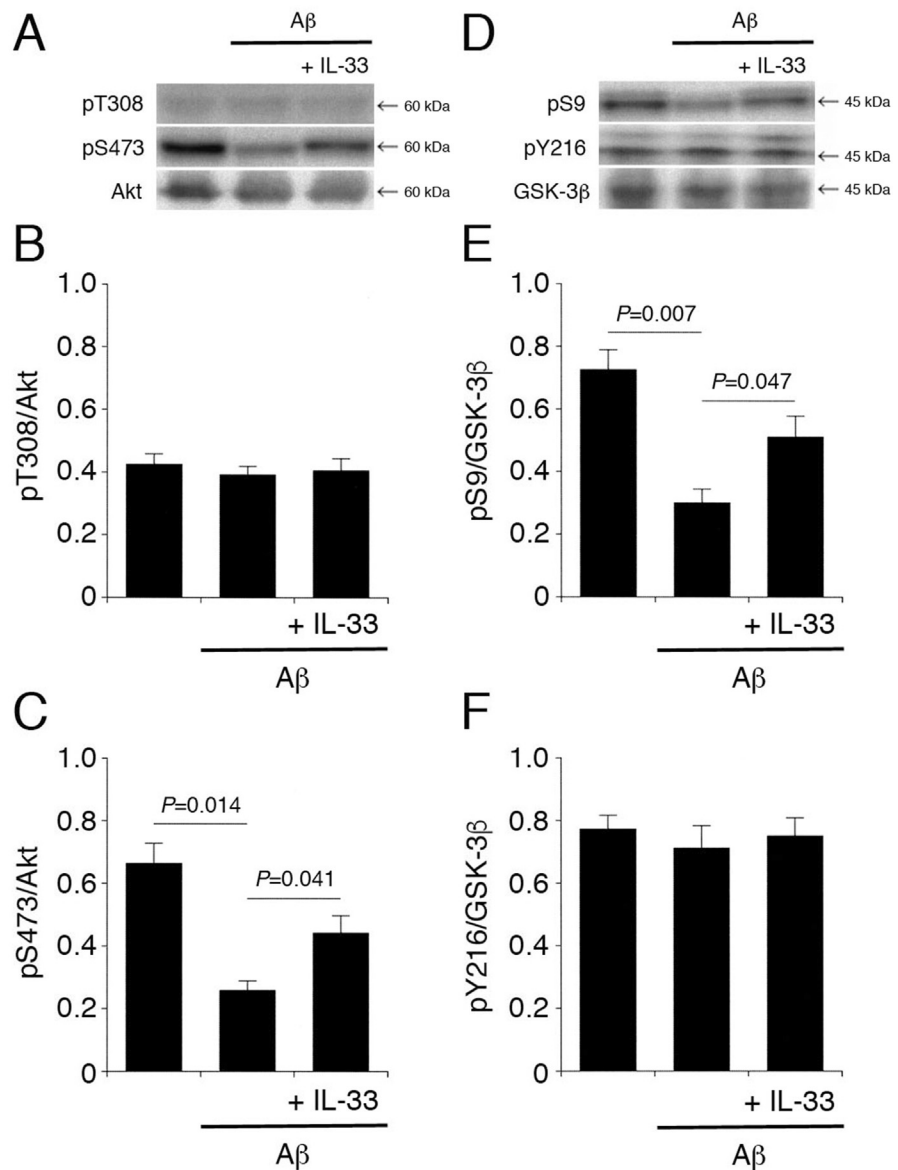 A
Aβ
+ IL-33
pT308
← 60 kDa
pS473
← 60 kDa
Akt
← 60 kDa
D
Aβ
+ IL-33
pS9
← 45 kDa
pY216
← 45 kDa
GSK-3β
← 45 kDa
B
1.0
0.8
0.6
0.4
0.2
0
pT308/Akt
+ IL-33
Aβ
E
1.0
0.8
0.6
0.4
0.2
0
pS9/GSK-3β
P=0.007
P=0.047
+ IL-33
Aβ
C
1.0
0.8
0.6
0.4
0.2
0
pS473/Akt
P=0.014
P=0.041
+ IL-33
Aβ
F
1.0
0.8
0.6
0.4
0.2
0
pY216/GSK-3β
+ IL-33
Aβ